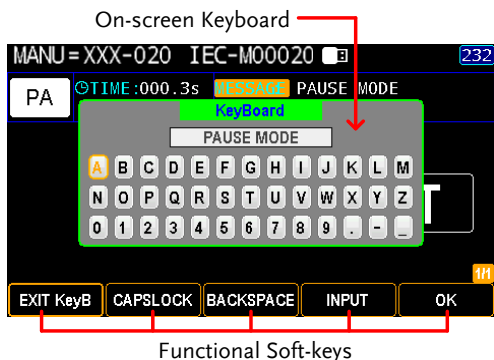 On-screen Keyboard
MANU=XXX-020 IEC-M00020 232
PA TIME:000.3s MESSAGE PAUSE MODE
KeyBoard
PAUSE MODE
A B C D E F G H I J K L M
N O P Q R S T U V W X Y Z
0 1 2 3 4 5 6 7 8 9 . - _
T
1/1
EXIT KeyB CAPSLOCK BACKSPACE INPUT OK
Functional Soft-keys